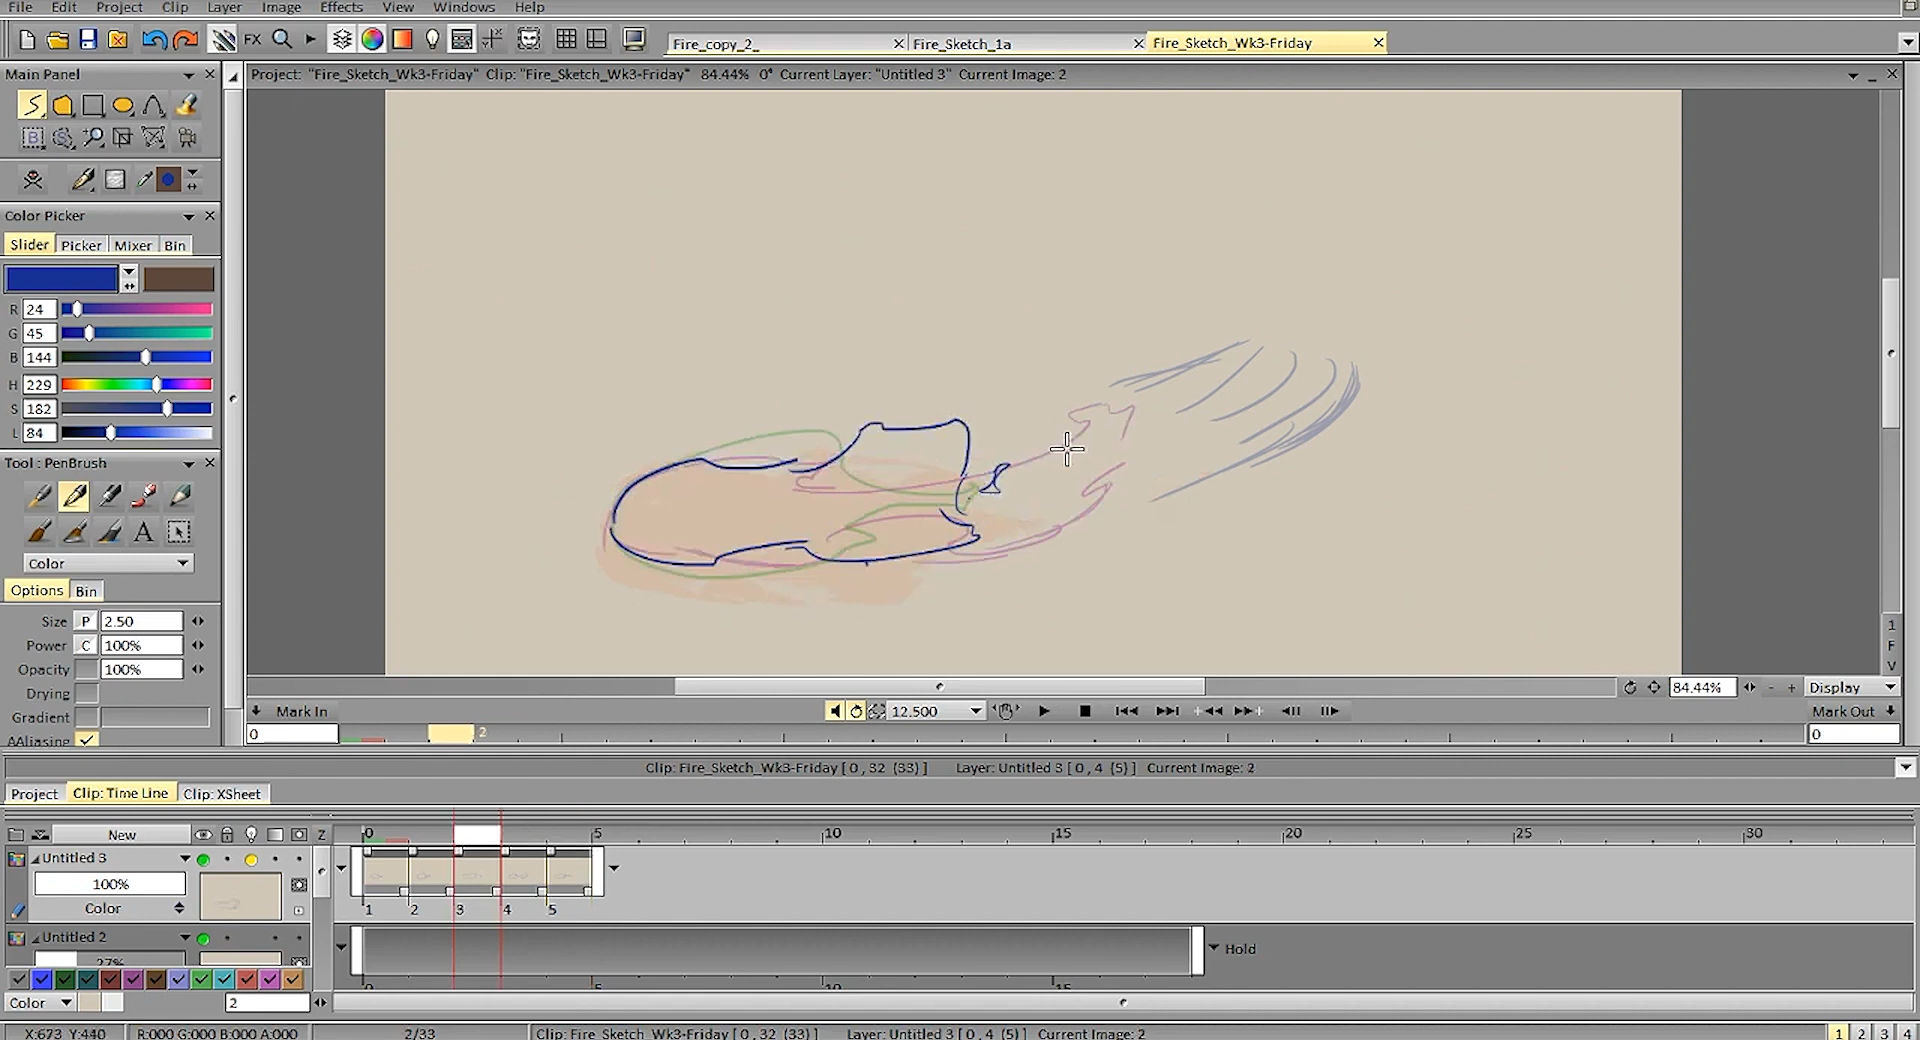 File Edit Project Clip Layer Image Effects View Windows Help
FX Fire_copy_2_ Fire_Sketch_1a Fire_Sketch_Wk3-Friday
Main Panel
Project: "Fire_Sketch_Wk3-Friday" Clip: "Fire_Sketch_Wk3-Friday" 84.44% 0° Current Layer: "Untitled 3" Current Image: 2
Color Picker
Slider Picker Mixer Bin
R 24
G 45
B 144
H 229
S 182
L 84
Tool : PenBrush
A
Color
Options Bin
Size P 2.50
Power C 100%
Opacity 100%
Drying
Gradient
AAliasing
1
F
V
84.44% - + Display
Mark In 12.500 Mark Out
0 2 0
Clip: Fire_Sketch_Wk3-Friday [ 0 , 32 (33) ] Layer: Untitled 3 [ 0 , 4 (5) ] Current Image: 2
Project Clip: Time Line Clip: XSheet
New Z 0 5 10 15 20 25 30
Untitled 3
100%
Color 1 2 3 4 5
Untitled 2 Hold
27%
0 5 10 15
Color 2
X:673 Y:440 R:000 G:000 B:000 A:000 2/33 Clip: Fire_Sketch_Wk3-Friday [ 0 , 32 (33) ] Layer: Untitled 3 [ 0 , 4 (5) ] Current Image: 2 1 2 3 4